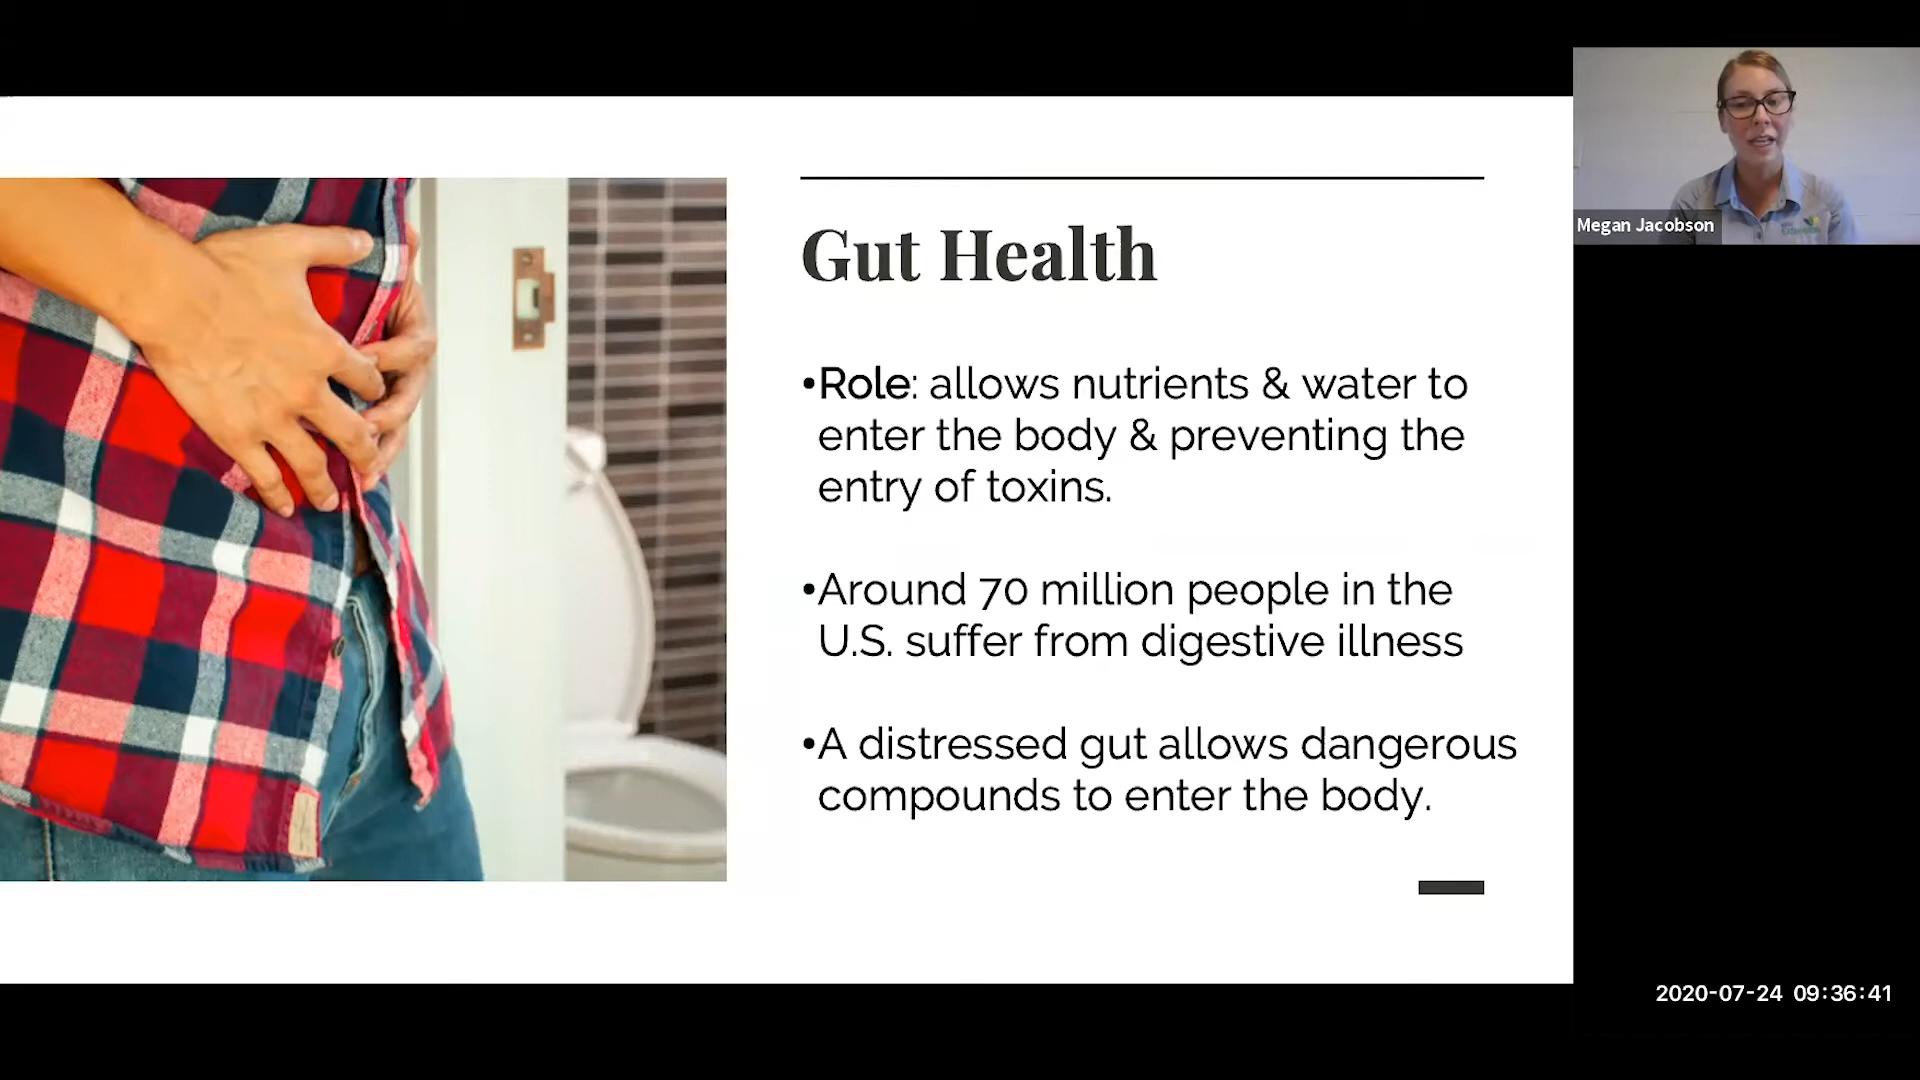 Gut Health
•Role: allows nutrients & water to
enter the body & preventing the
entry of toxins.
•Around 70 million people in the
U.S. suffer from digestive illness
•A distressed gut allows dangerous
compounds to enter the body.
Megan Jacobson
2020-07-24 09:36:41